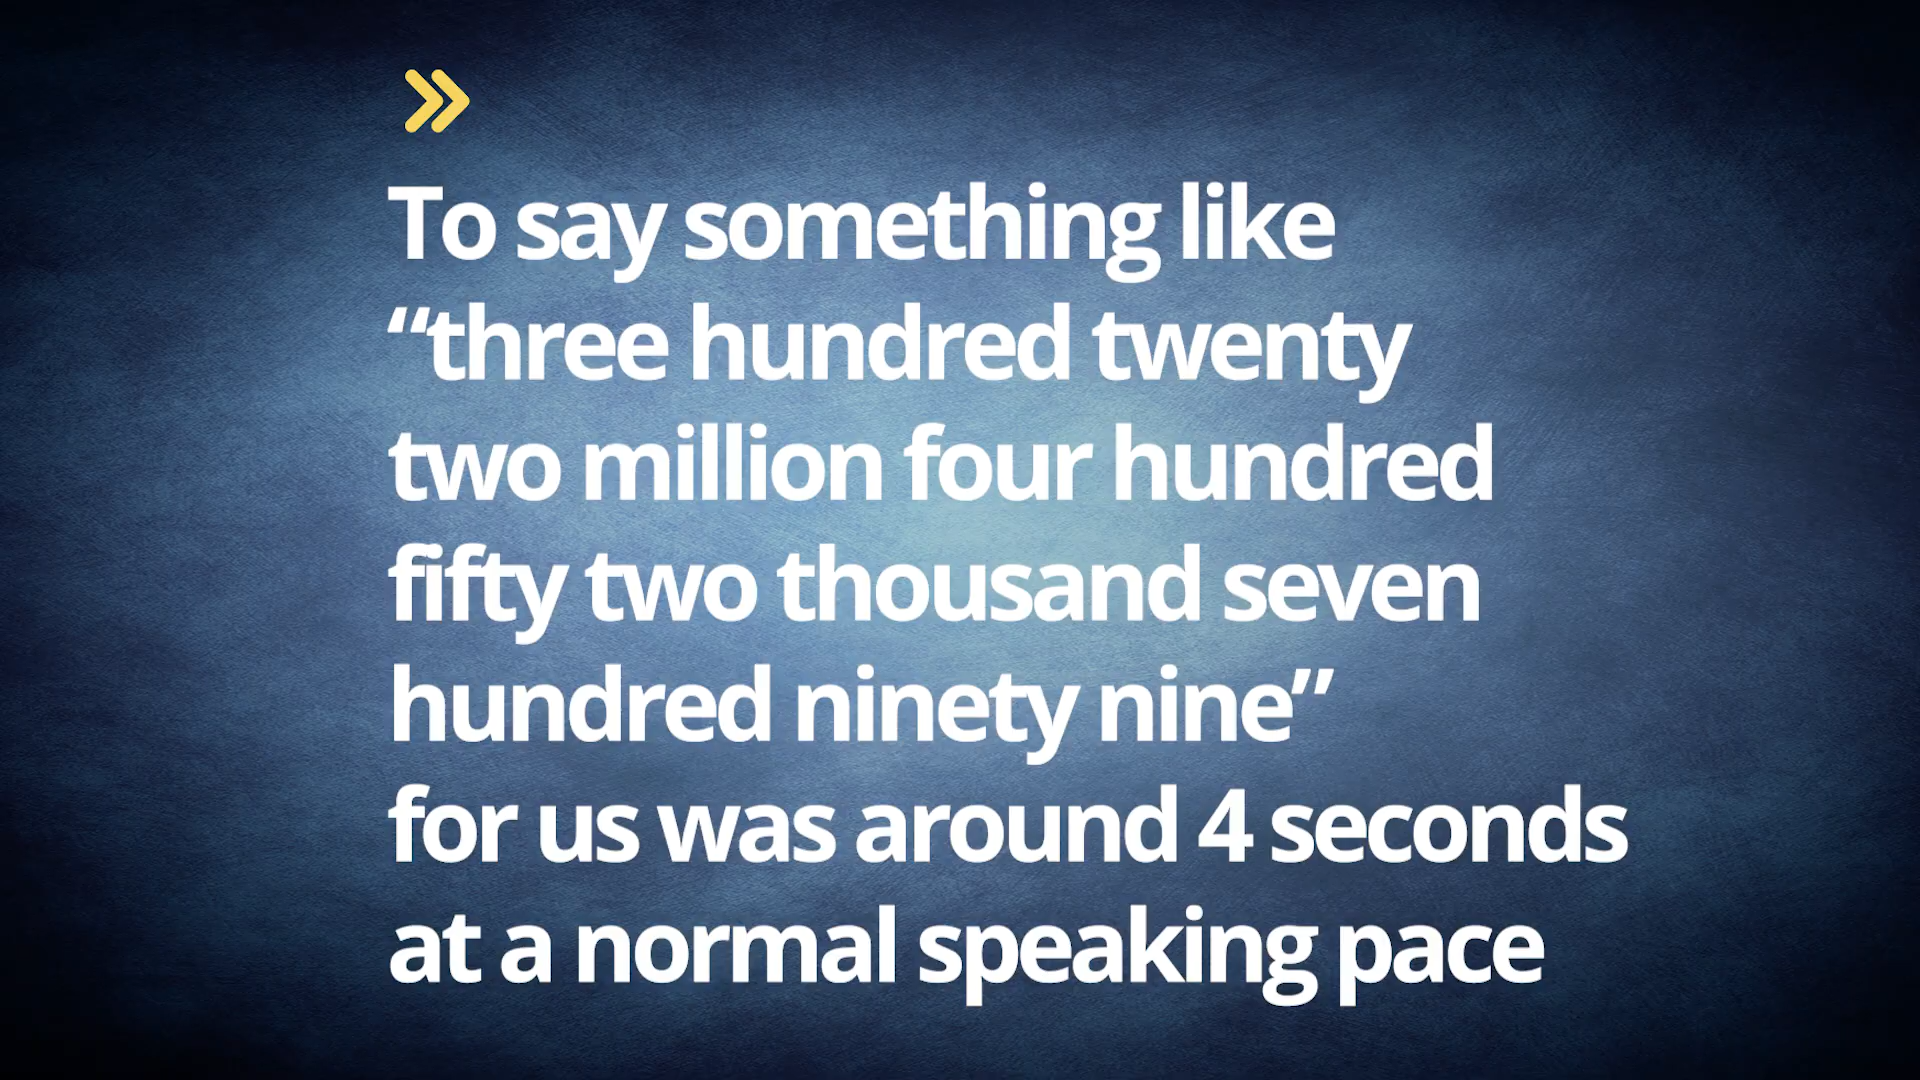 To say something like
“three hundred twenty
two million four hundred
fifty two thousand seven
hundred ninety nine”
for us was around 4 seconds
at a normal speaking pace